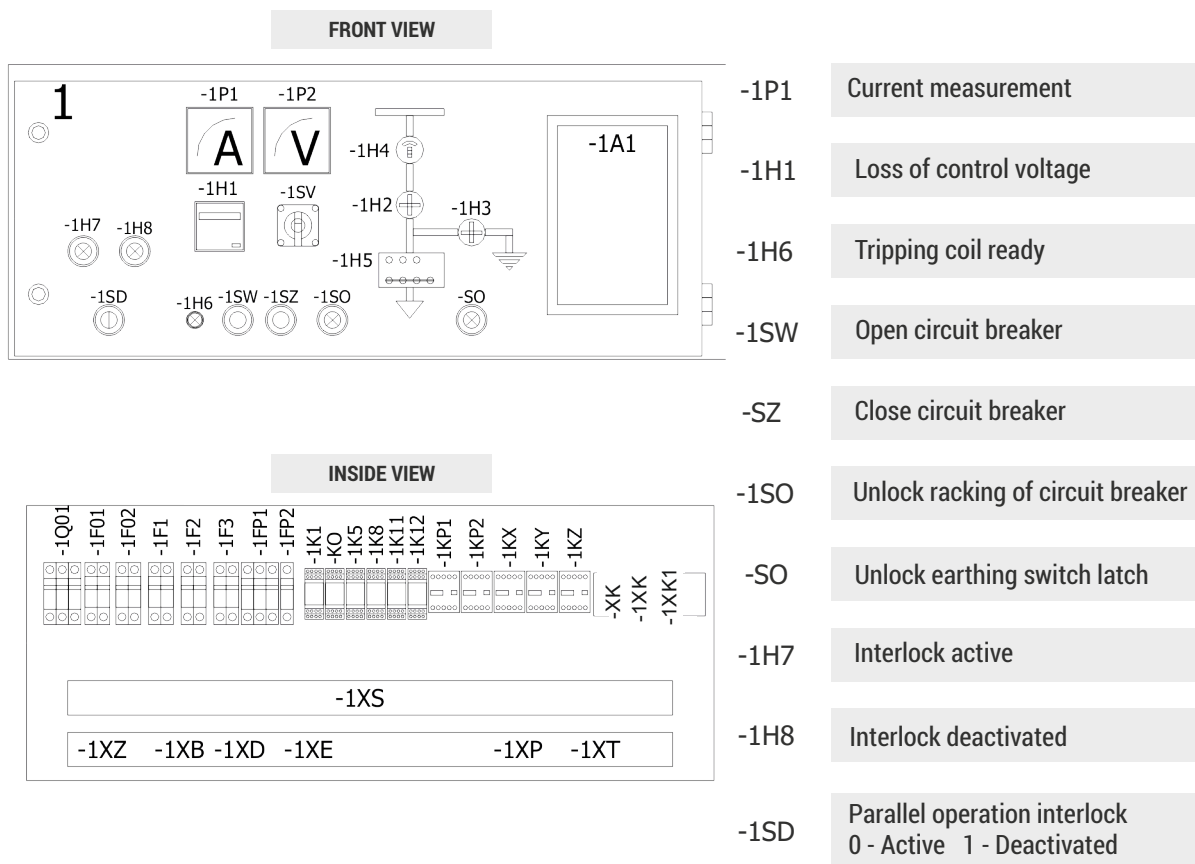 FRONT VIEW
1
-1P1
-1P2
A
V
-1H4
-1A1
-1H1
-1SV
-1H2
-1H3
-1H7
-1H8
-1H5
-1SD
-1H6
-1SW
-1SZ
-1SO
-SO
INSIDE VIEW
-1Q01
-1F01
-1F02
-1F1
-1F2
-1F3
-1FP1
-1FP2
-1K1
-KO
-1K5
-1K8
-1K11
-1K12
-1KP1
-1KP2
-1KX
-1KY
-1KZ
-XK
-1XK
-1XK1
-1XS
-1XZ -1XB -1XD -1XE -1XP -1XT
-1P1 Current measurement
-1H1 Loss of control voltage
-1H6 Tripping coil ready
-1SW Open circuit breaker
-SZ Close circuit breaker
-1SO Unlock racking of circuit breaker
-SO Unlock earthing switch latch
-1H7 Interlock active
-1H8 Interlock deactivated
-1SD Parallel operation interlock
0 - Active 1 - Deactivated